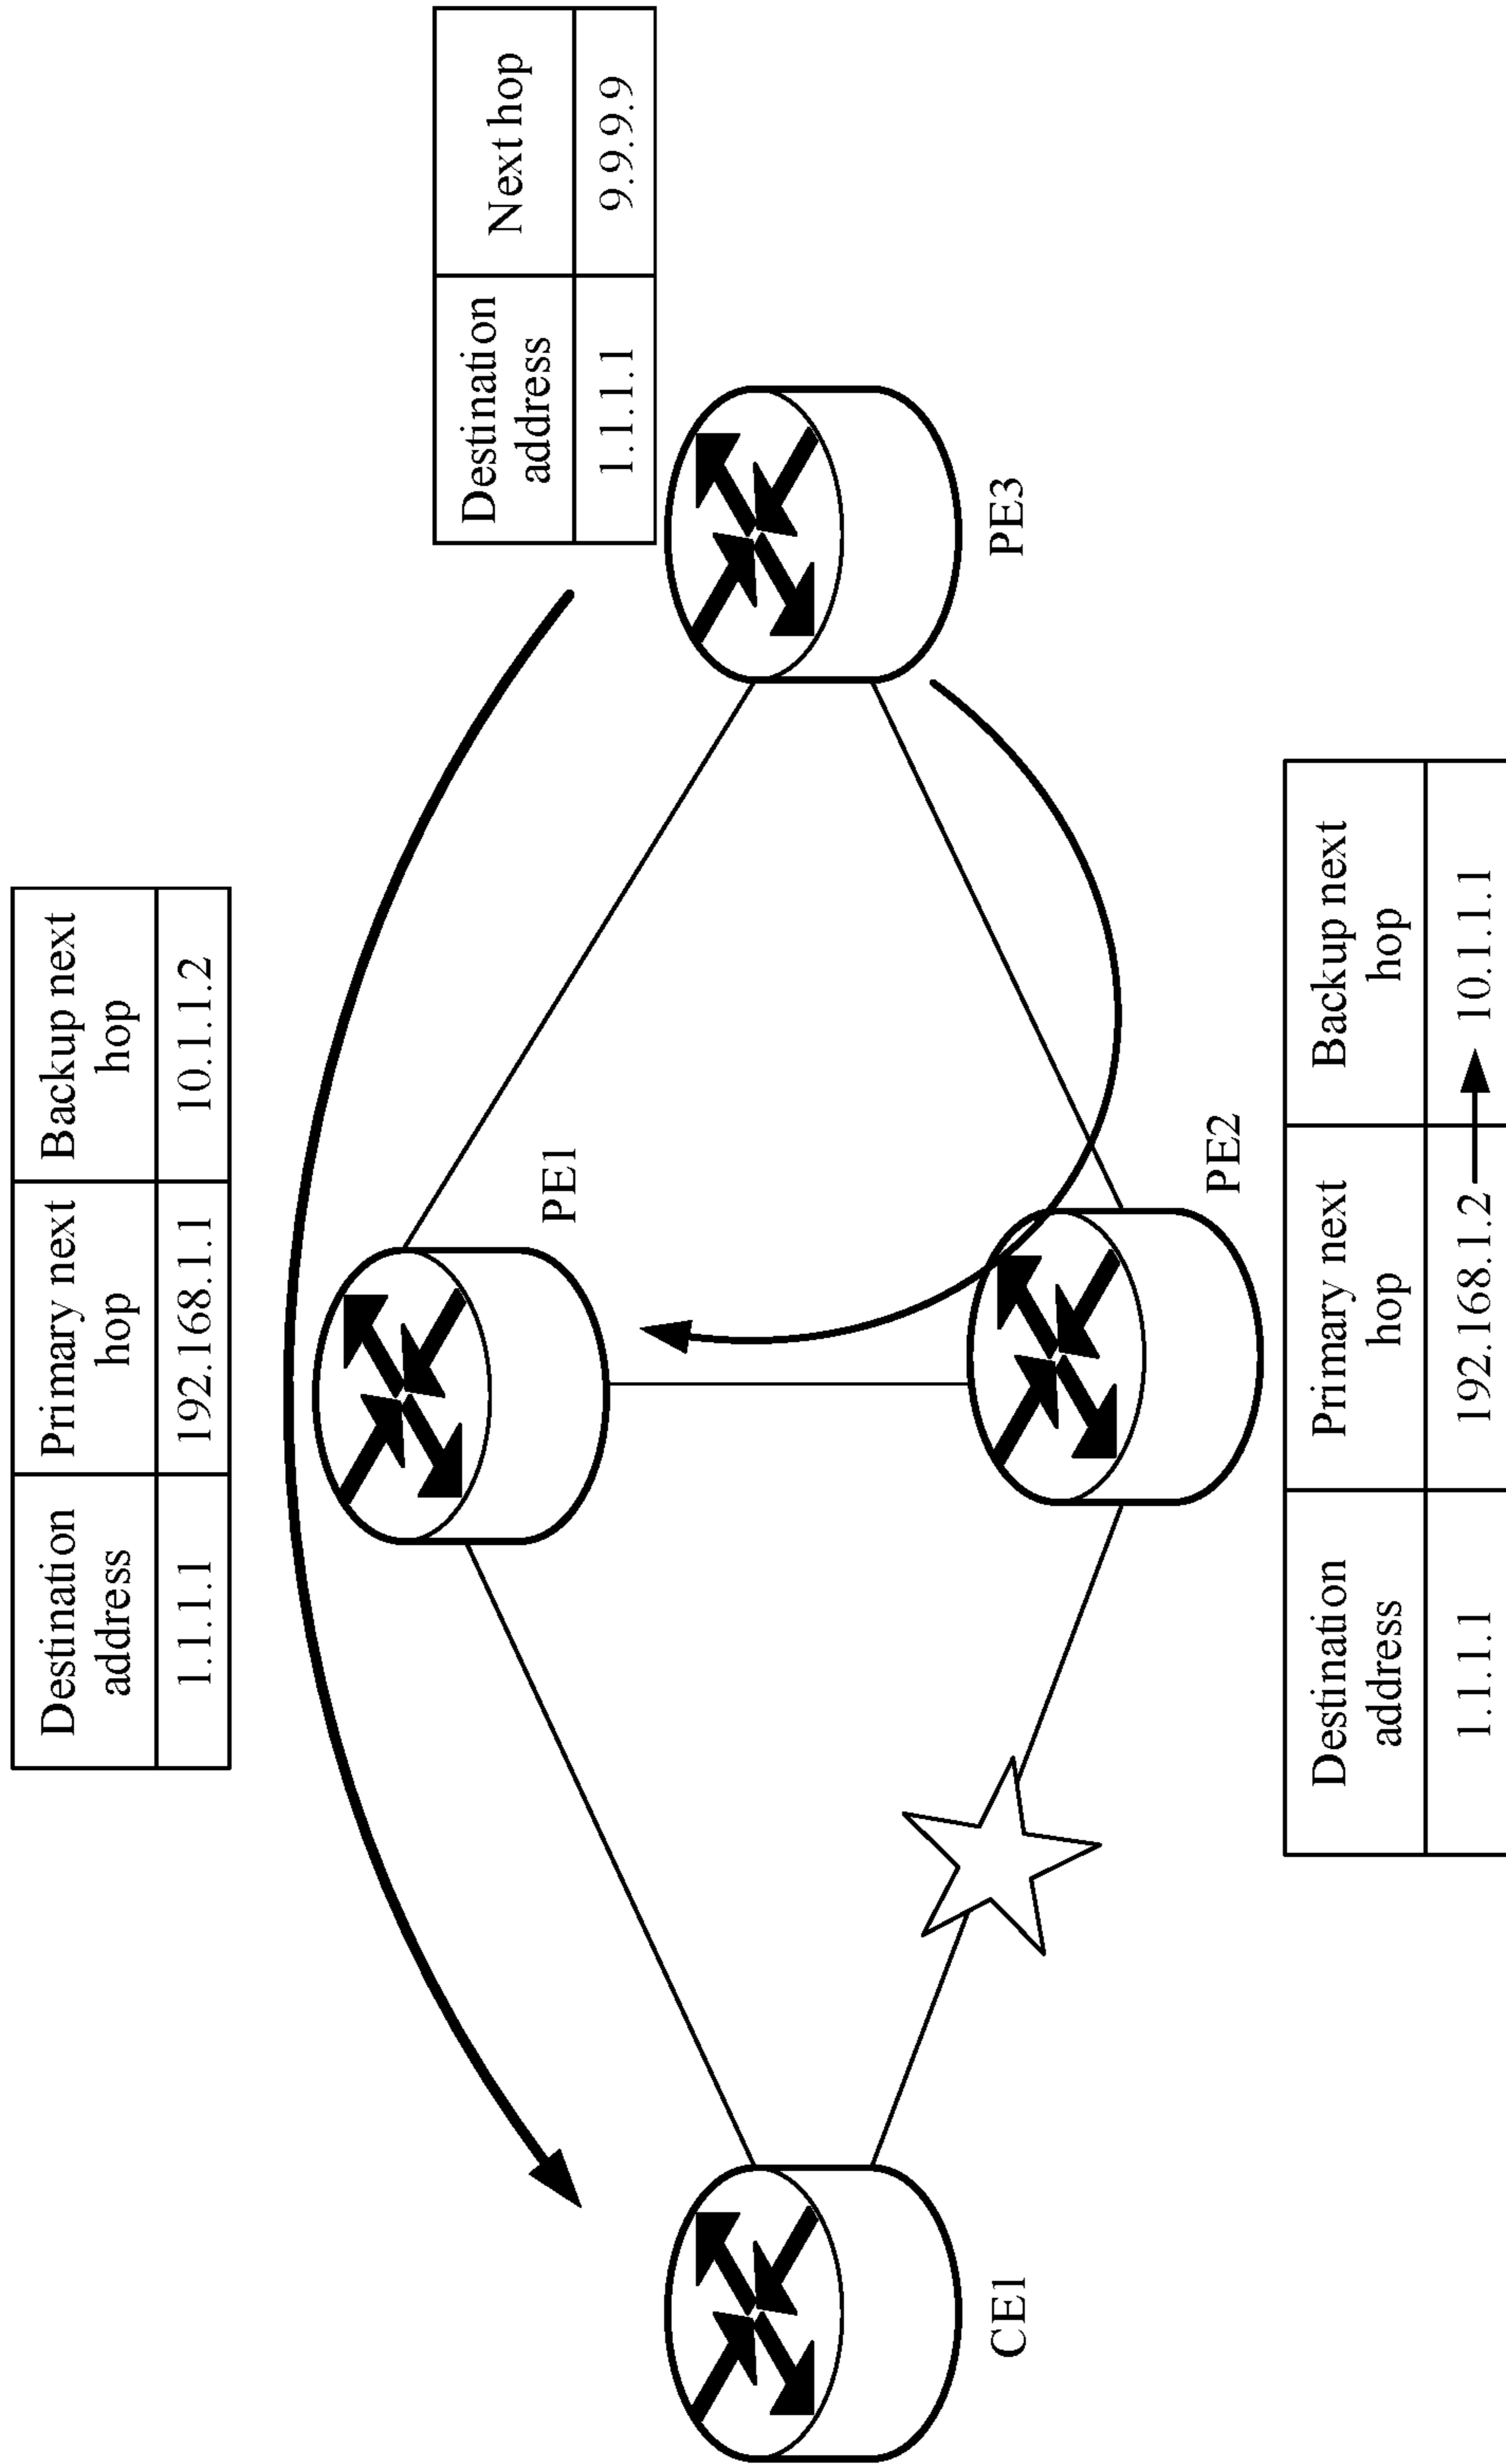 Destination
address
Primary next
hop
Backup next
hop
1.1.1.1
192.168.1.1
10.1.1.2
Destination
address
Next hop
1.1.1.1
9.9.9.9
PE1
CE1
PE3
PE2
Destination
address
Primary next
hop
Backup next
hop
1.1.1.1
192.168.1.2
10.1.1.1